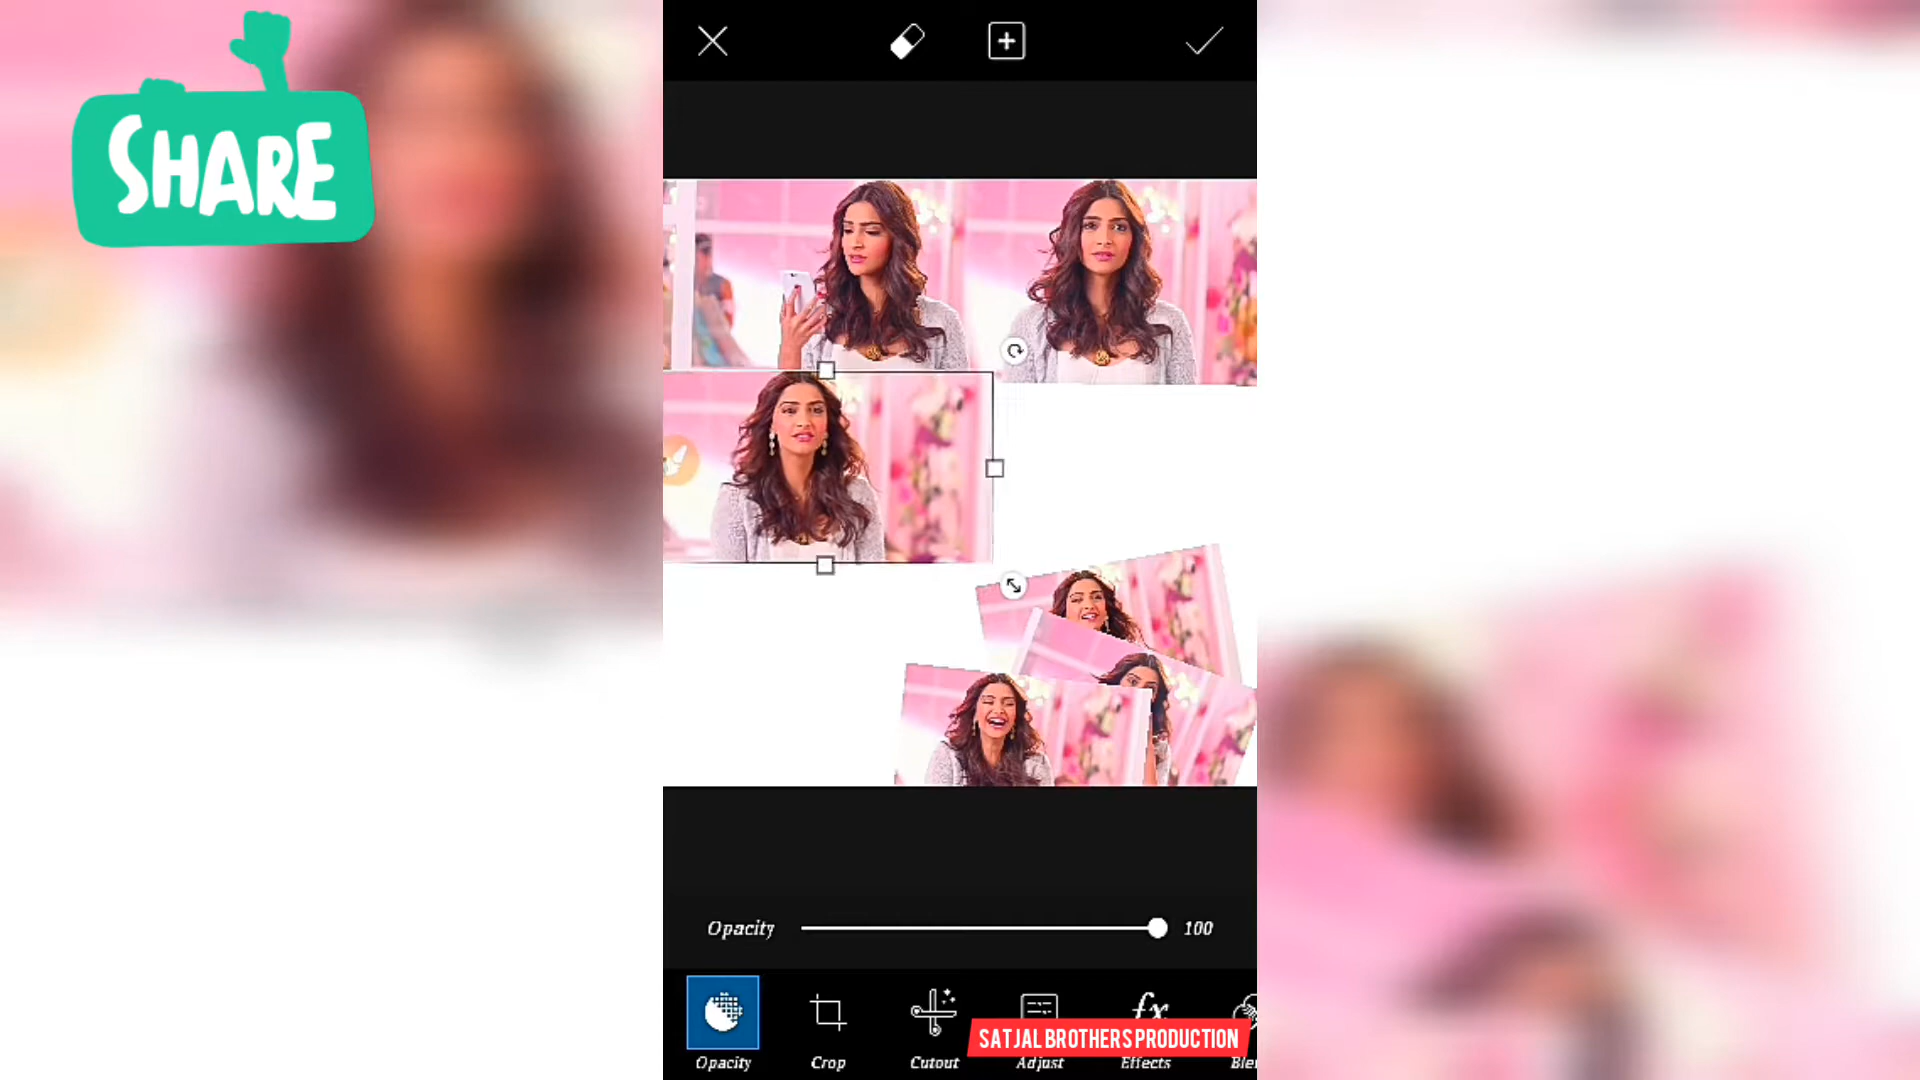 SHARE
Opacity 100
SATJAL BROTHERS PRODUCTION
Opacity Crop Cutout Adjust Effects